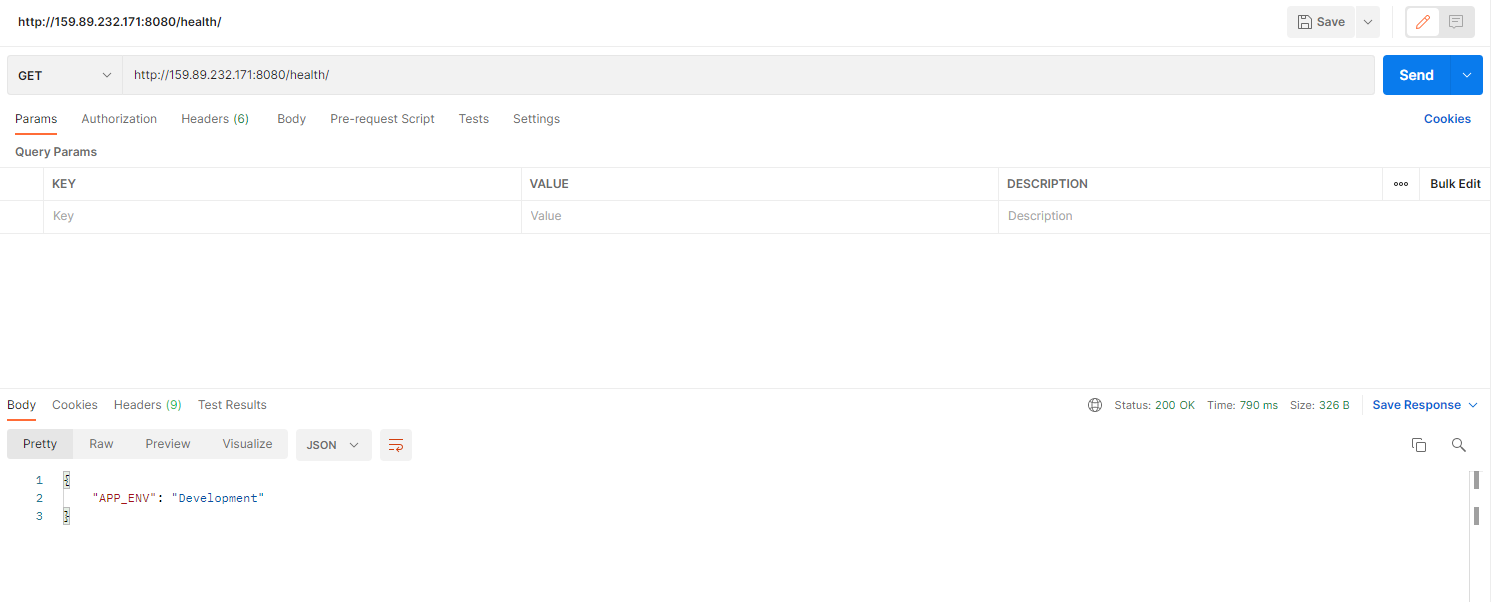 http://159.89.232.171:8080/health/
Save
GET http://159.89.232.171:8080/health/ Send
Params Authorization Headers (6) Body Pre-request Script Tests Settings Cookies
Query Params
KEY VALUE DESCRIPTION ooo Bulk Edit
Key Value Description
Body Cookies Headers (9) Test Results Status: 200 OK Time: 790 ms Size: 326 B Save Response
Pretty Raw Preview Visualize JSON
1 {
2 "APP_ENV": "Development"
3 }